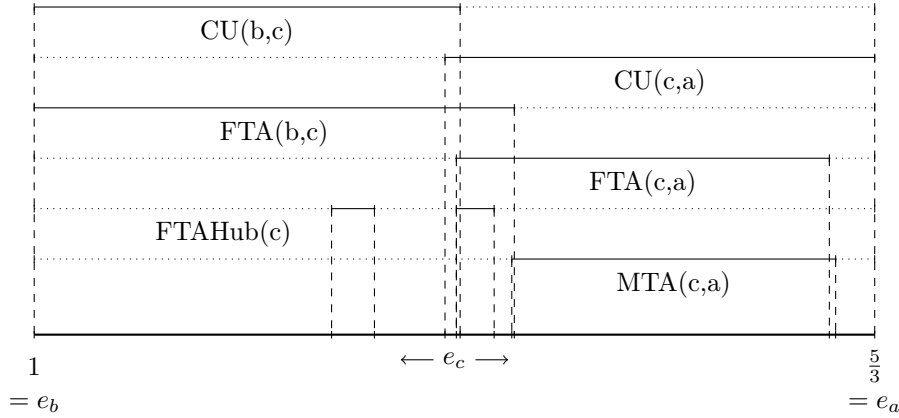 CU(b,c)
CU(c,a)
FTA(b,c)
FTA(c,a)
FTAHub(c)
MTA(c,a)
← e_c →
1
= e_b
5/3
= e_a